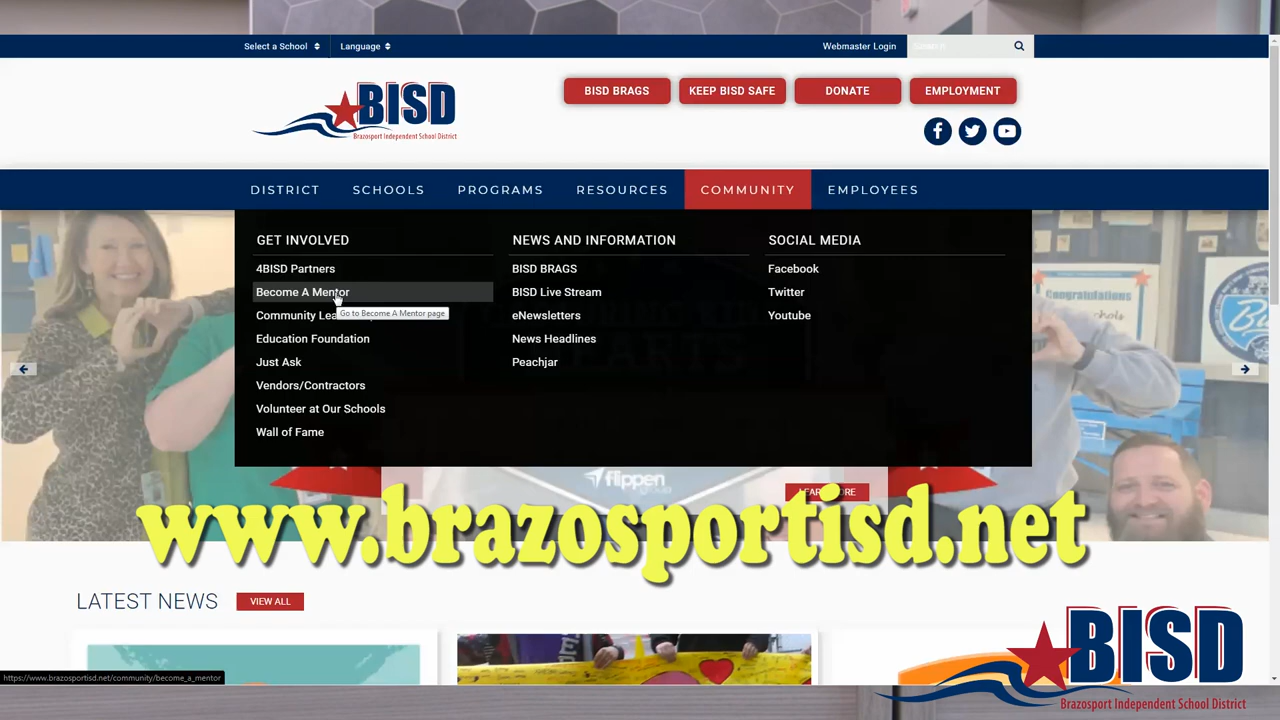 Select a School
Language
Webmaster Login
BISD
Brazosport Independent School District
BISD BRAGS
KEEP BISD SAFE
DONATE
EMPLOYMENT
DISTRICT
SCHOOLS
PROGRAMS
RESOURCES
COMMUNITY
EMPLOYEES
GET INVOLVED
4BISD Partners
Become A Mentor
Go to Become A Mentor page
Community Lea
Education Foundation
Just Ask
Vendors/Contractors
Volunteer at Our Schools
Wall of Fame
NEWS AND INFORMATION
BISD BRAGS
BISD Live Stream
eNewsletters
News Headlines
Peachjar
SOCIAL MEDIA
Facebook
Twitter
Youtube
flippen
www.brazosportisd.net
LATEST NEWS
VIEW ALL
https://www.brazosportisd.net/community/become_a_mentor
BISD
Brazosport Independent School District